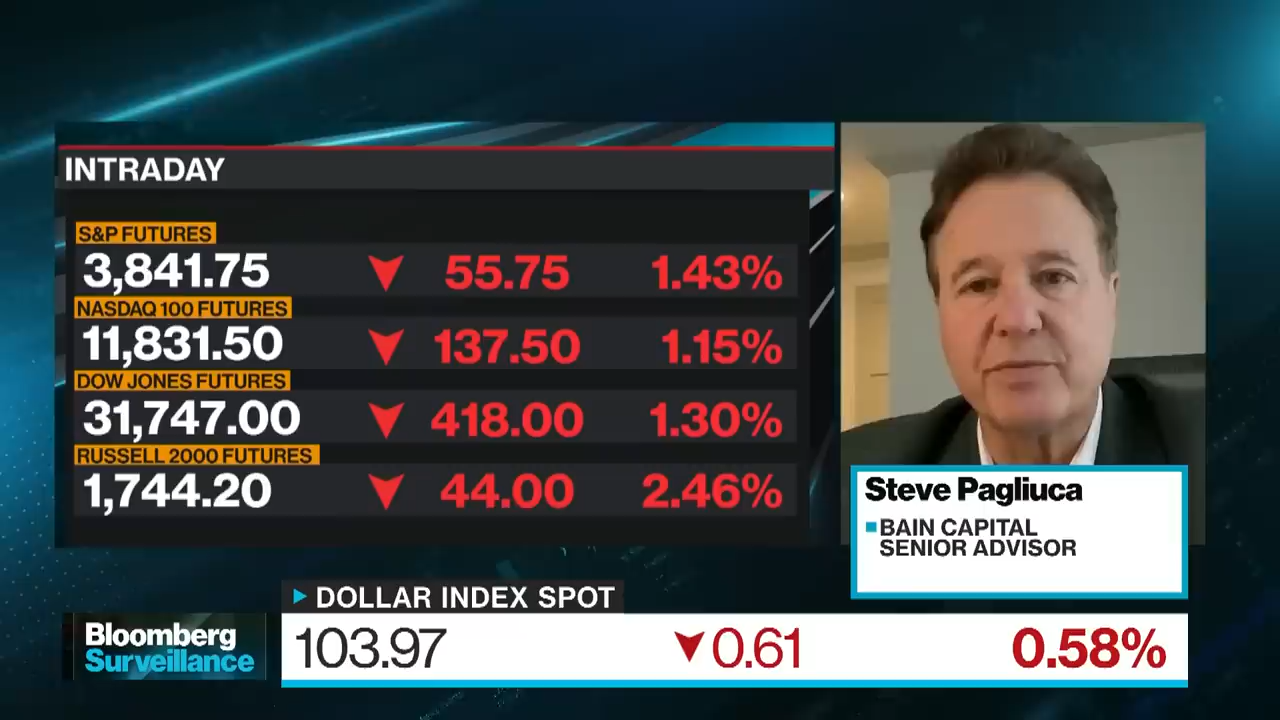 INTRADAY
S&P FUTURES
3,841.75 55.75 1.43%
NASDAQ 100 FUTURES
11,831.50 137.50 1.15%
DOW JONES FUTURES
31,747.00 418.00 1.30%
RUSSELL 2000 FUTURES
1,744.20 44.00 2.46%
Steve Pagliuca
BAIN CAPITAL
SENIOR ADVISOR
DOLLAR INDEX SPOT
Bloomberg
Surveillance
103.97 0.61 0.58%